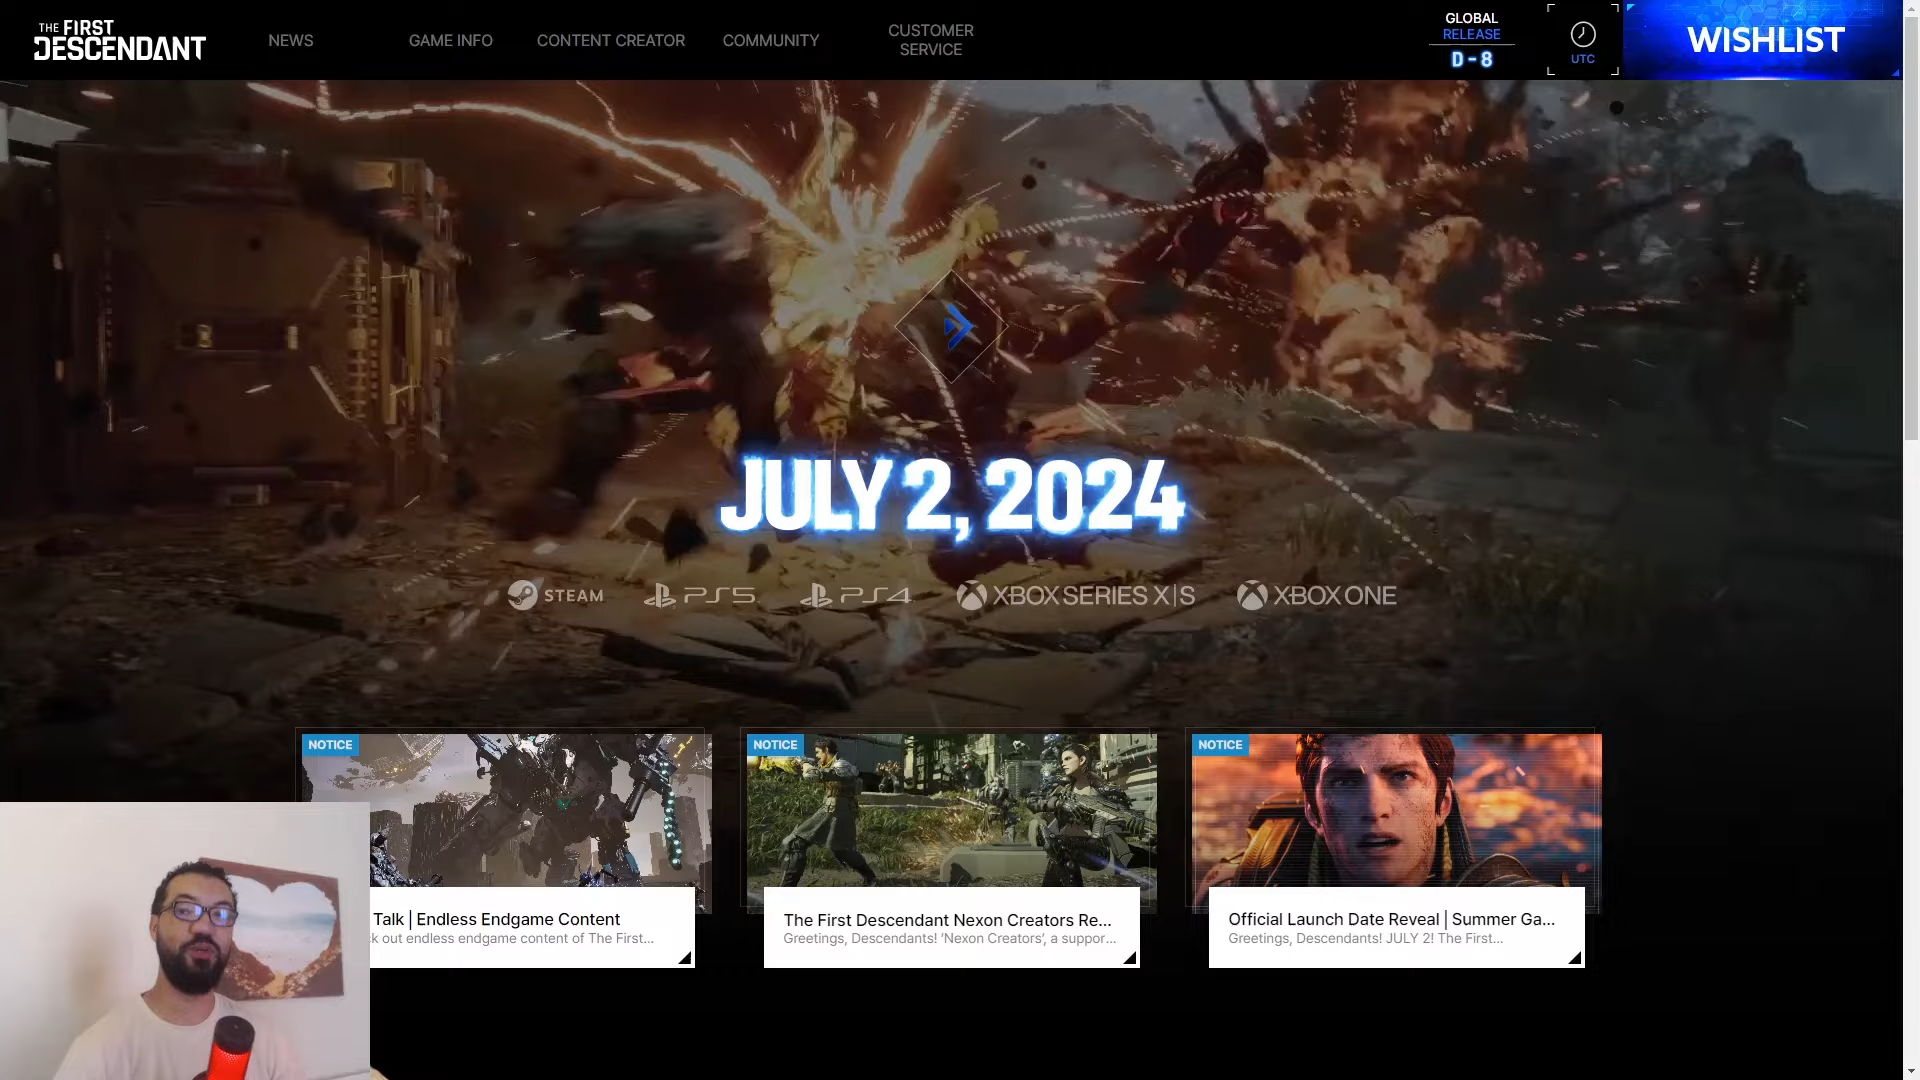 THE FIRST
DESCENDANT
NEWS
GAME INFO
CONTENT CREATOR
COMMUNITY
CUSTOMER
SERVICE
GLOBAL
RELEASE
D - 8
UTC
WISHLIST
JULY 2, 2024
STEAM
PS5
PS4
XBOX SERIES X|S
XBOX ONE
NOTICE
Talk | Endless Endgame Content
k out endless endgame content of The First...
NOTICE
The First Descendant Nexon Creators Re...
Greetings, Descendants! ‘Nexon Creators’, a suppor...
NOTICE
Official Launch Date Reveal | Summer Ga...
Greetings, Descendants! JULY 2! The First...